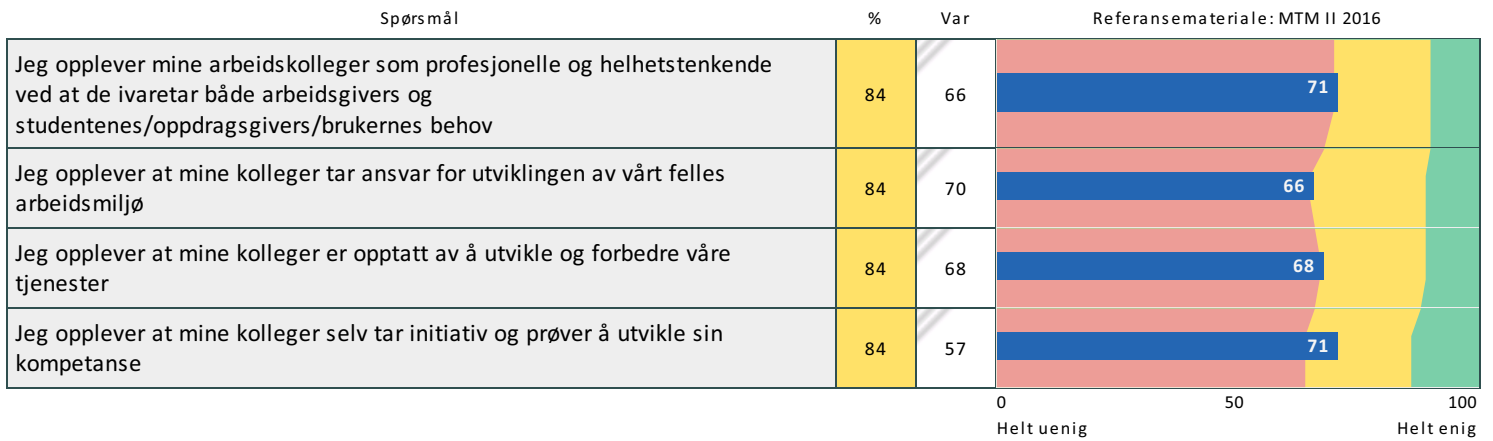 Spørsmål % Var Referansemateriale: MTM II 2016
Jeg opplever mine arbeidskolleger som profesjonelle og helhetstenkende
ved at de ivaretar både arbeidsgivers og
studentenes/oppdragsgivers/brukernes behov
84 66 71
Jeg opplever at mine kolleger tar ansvar for utviklingen av vårt felles
arbeidsmiljø
84 70 66
Jeg opplever at mine kolleger er opptatt av å utvikle og forbedre våre
tjenester
84 68 68
Jeg opplever at mine kolleger selv tar initiativ og prøver å utvikle sin
kompetanse
84 57 71
0 50 100
Helt uenig Helt enig